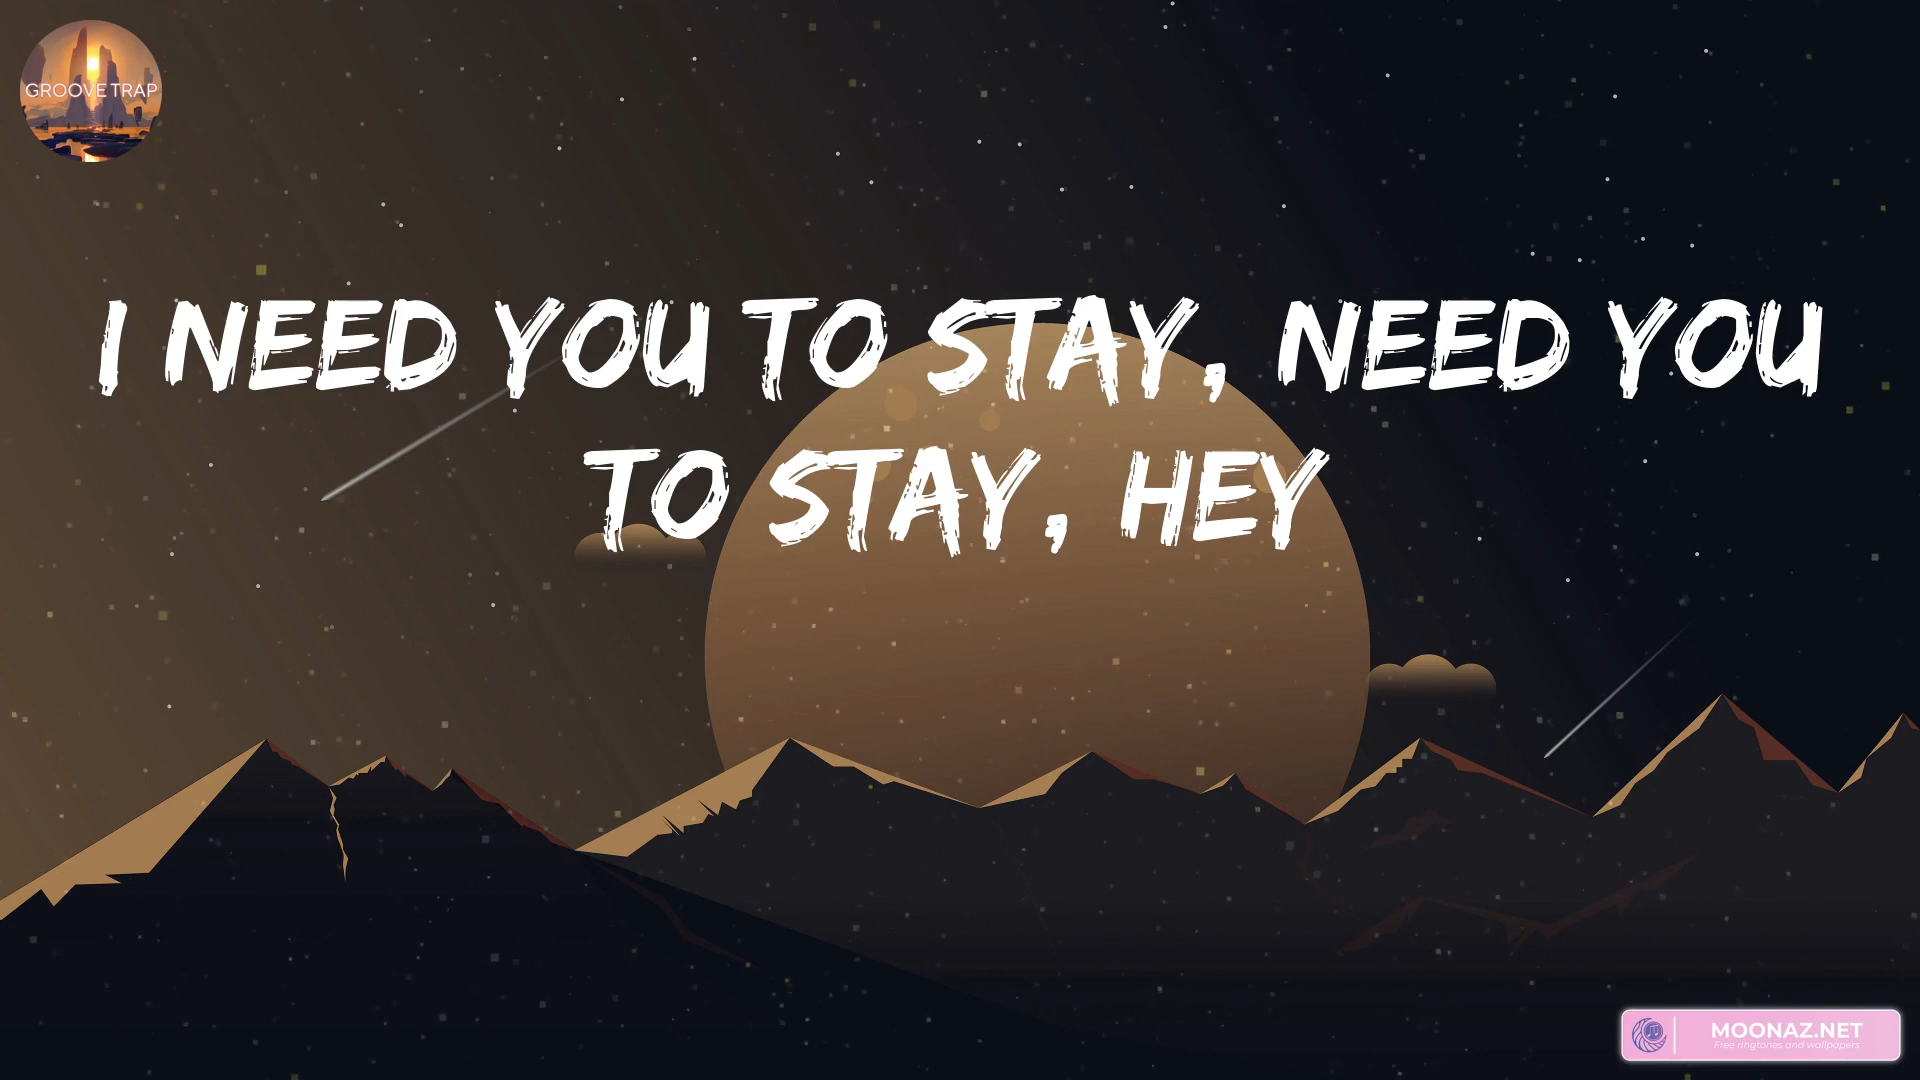 GROOVE TRAP
I NEED YOU TO STAY, NEED YOU
TO STAY, HEY
MOONAZ.NET
Free ringtones and wallpapers